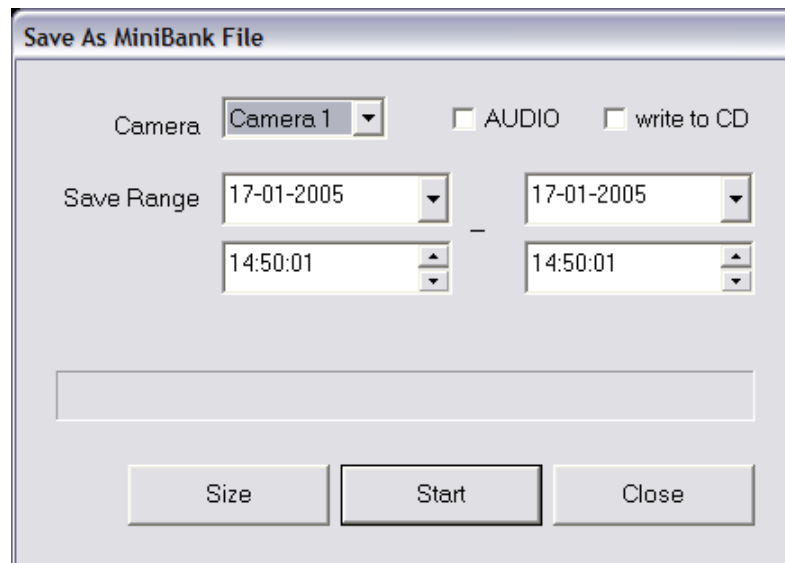 Save As MiniBank File
Camera Camera 1 AUDIO write to CD
Save Range 17-01-2005 – 17-01-2005
14:50:01 14:50:01
Size Start Close